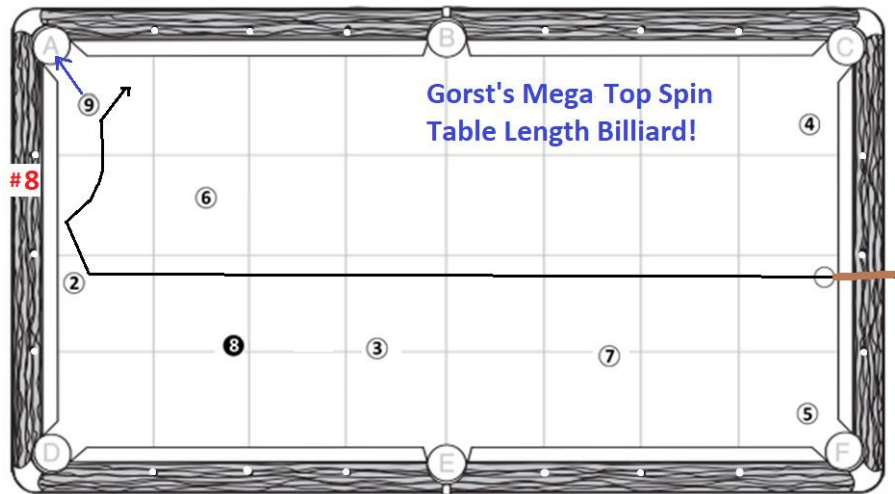 A
B
C
9
Gorst's Mega Top Spin
Table Length Billiard!
4
#8
6
2
8
3
7
5
D
E
F